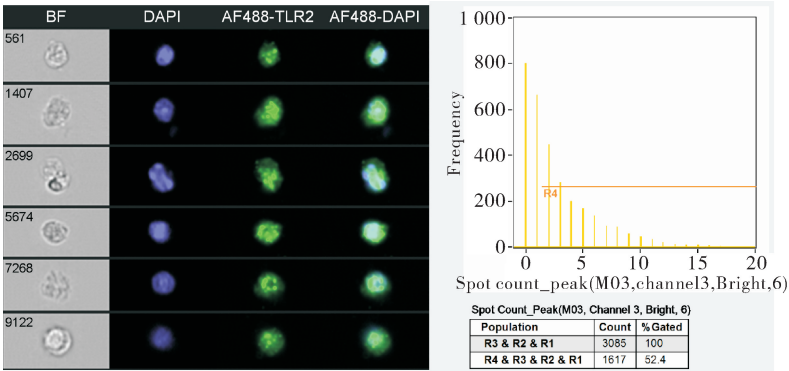 BF DAPI AF488-TLR2 AF488-DAPI
561
1407
2699
5674
7268
9122
1 000
800
600
400
200
0
Frequency
R4
0 5 10 15 20
Spot count_peak(M03,channel3,Bright,6)
Spot Count_Peak(M03, Channel 3, Bright, 6)
Population Count %Gated
R3 & R2 & R1 3085 100
R4 & R3 & R2 & R1 1617 52.4